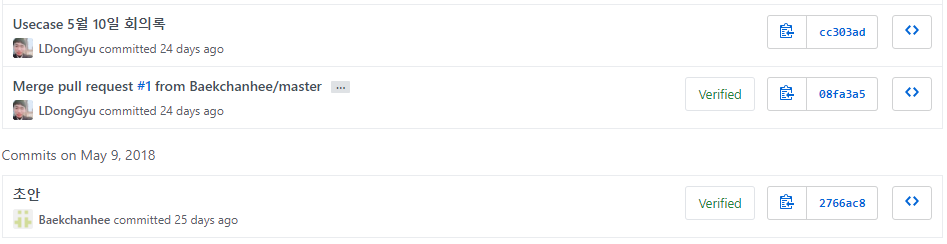 Usecase 5월 10일 회의록
LDongGyu committed 24 days ago
cc303ad
Merge pull request #1 from Baekchanhee/master ...
LDongGyu committed 24 days ago
Verified
08fa3a5
Commits on May 9, 2018
초안
Baekchanhee committed 25 days ago
Verified
2766ac8